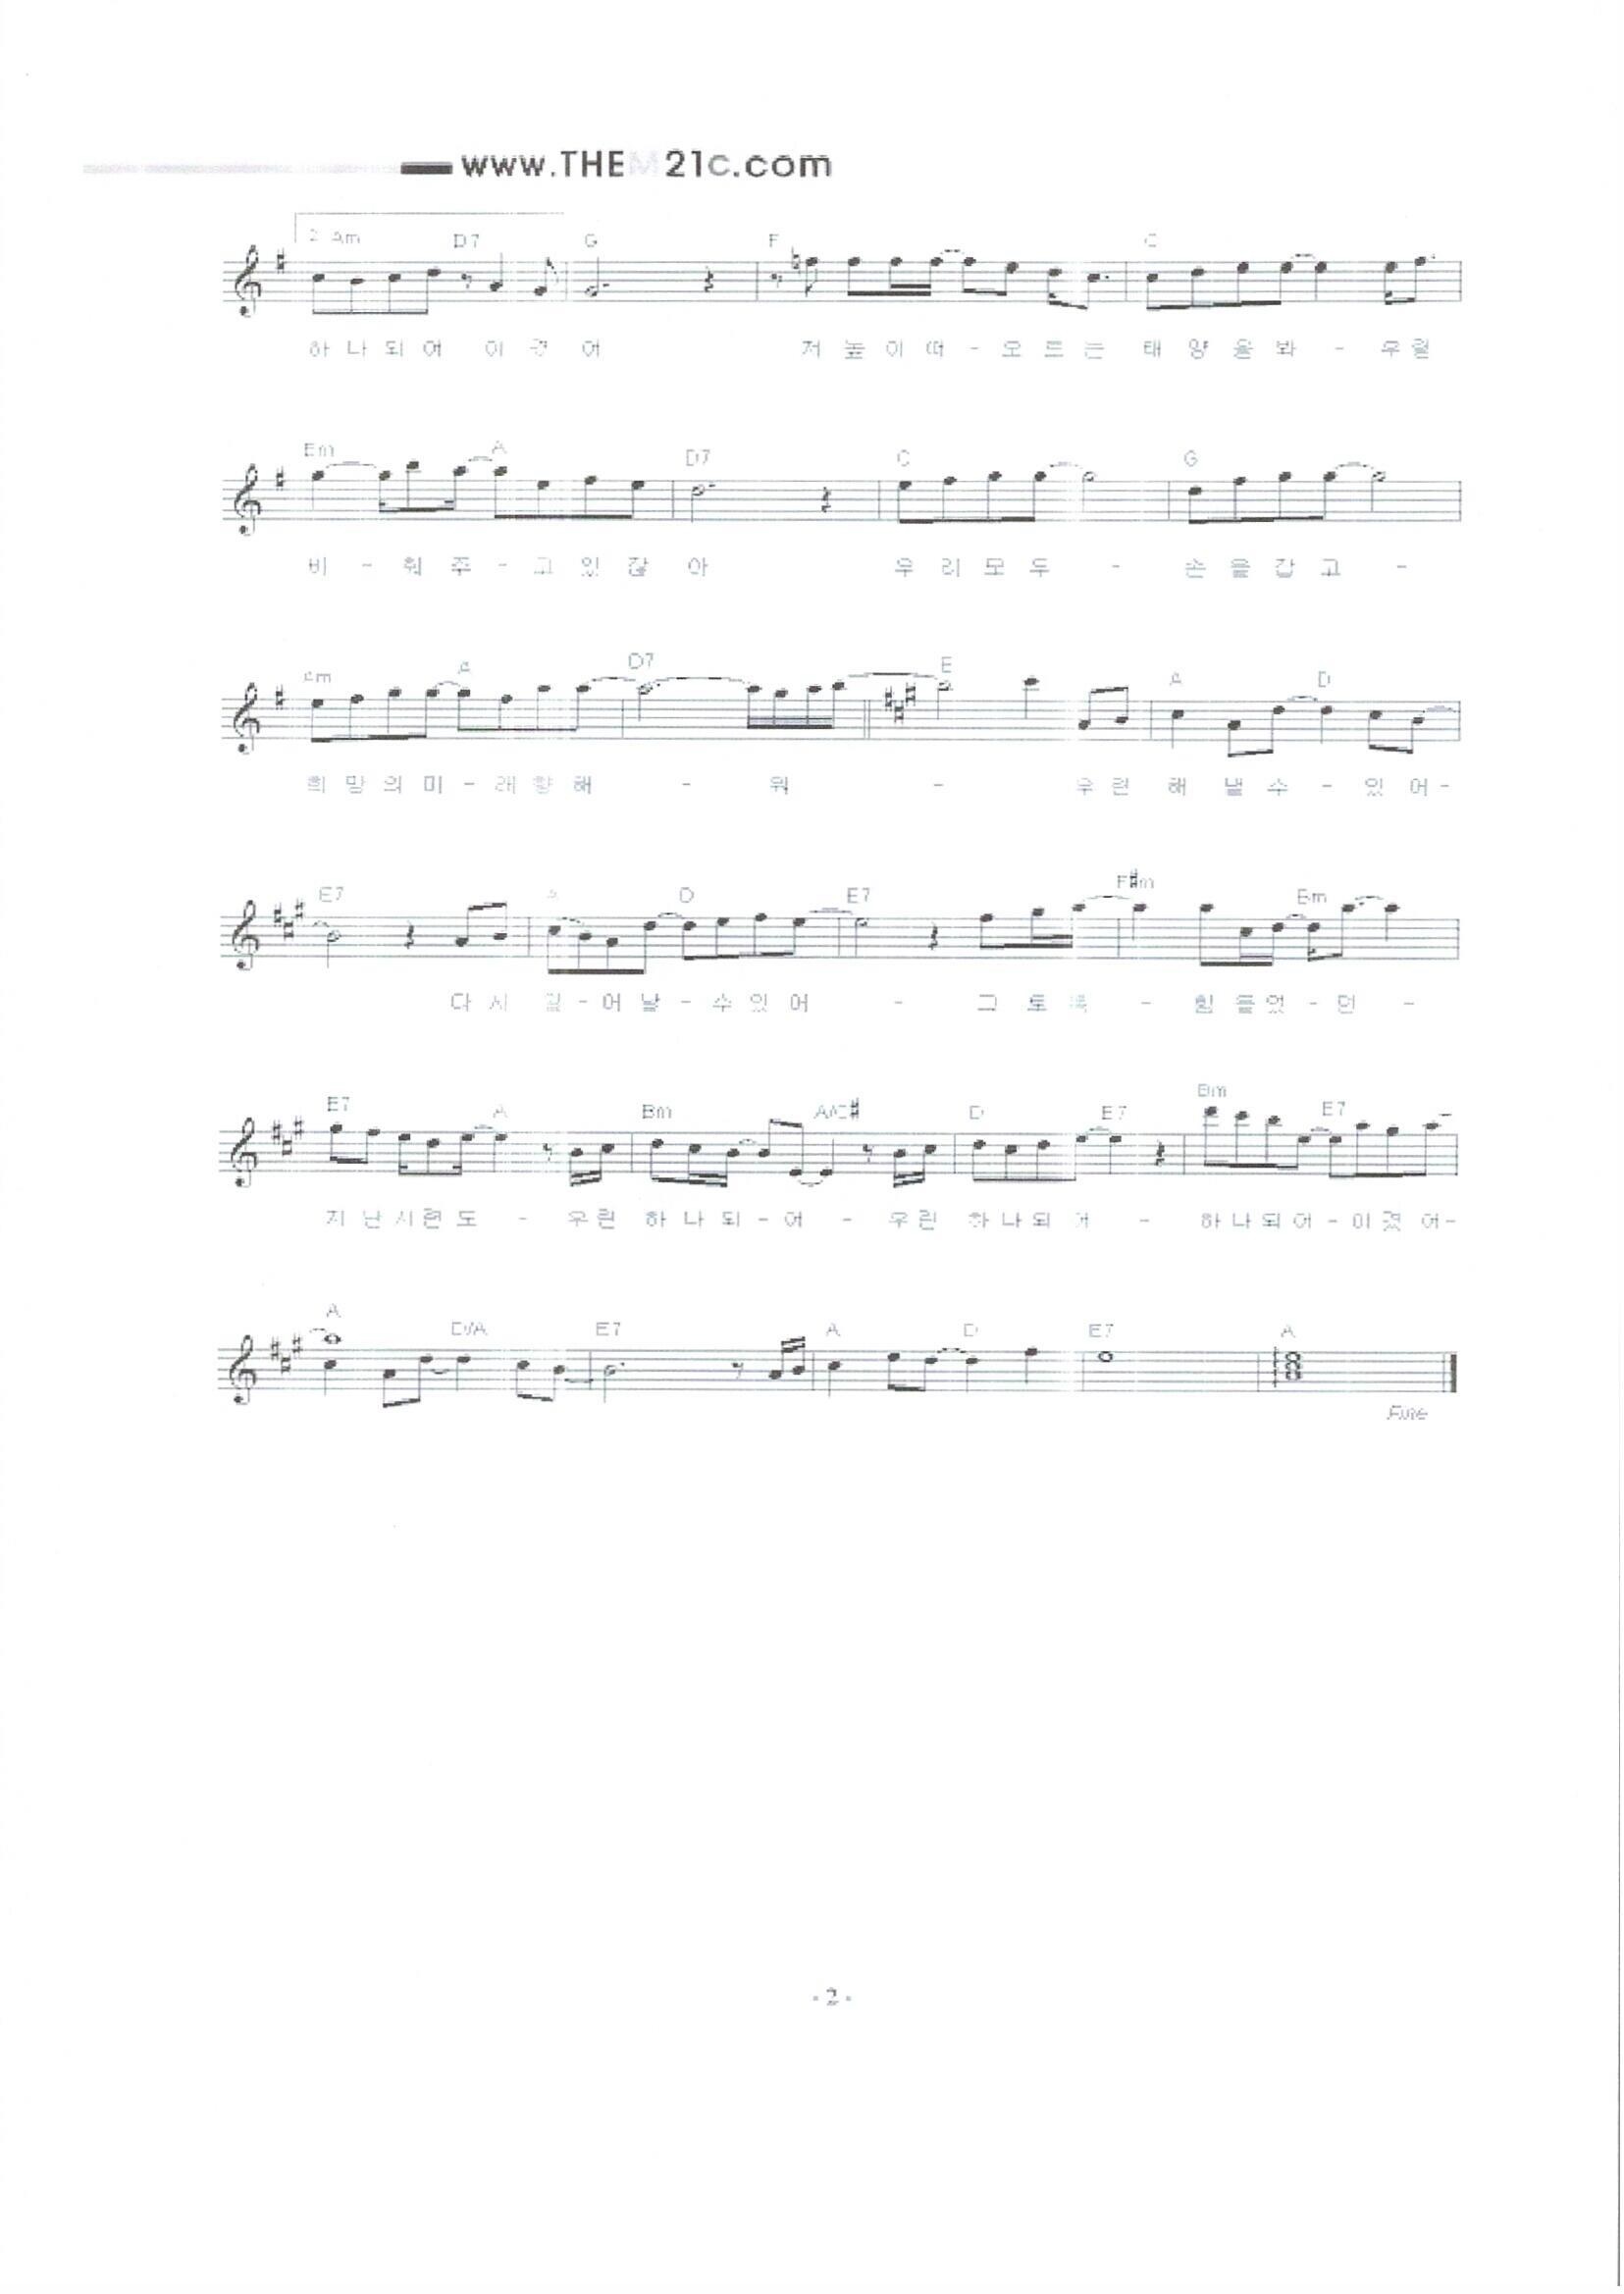 www.THEM21c.com
2. Am D7 G F C
하 나 되 어 이 겼 어 저 높 이 떠 - 오 르 는 태 양 을 봐 - 우 릴
Em A D7 C G
비 - 춰 주 - 고 있 잖 아 우 리 모 두 - 손 을 잡 고 -
Am A D7 E A D
희 망 의 미 - 래 향 해 - 워 - 우 린 해 낼 수 - 있 어 -
E7 D E7 F#m Bm
다 시 일 - 어 날 - 수 있 어 - 그 토 록 - 힘 들 었 - 던 -
E7 A Bm A/C# D E7 Bm E7
지 난 시 련 도 - 우 린 하 나 되 - 어 - 우 린 하 나 되 어 - 하 나 되 어 - 이 겼 어 -
A D/A E7 A D E7 A
Fine
- 2 -